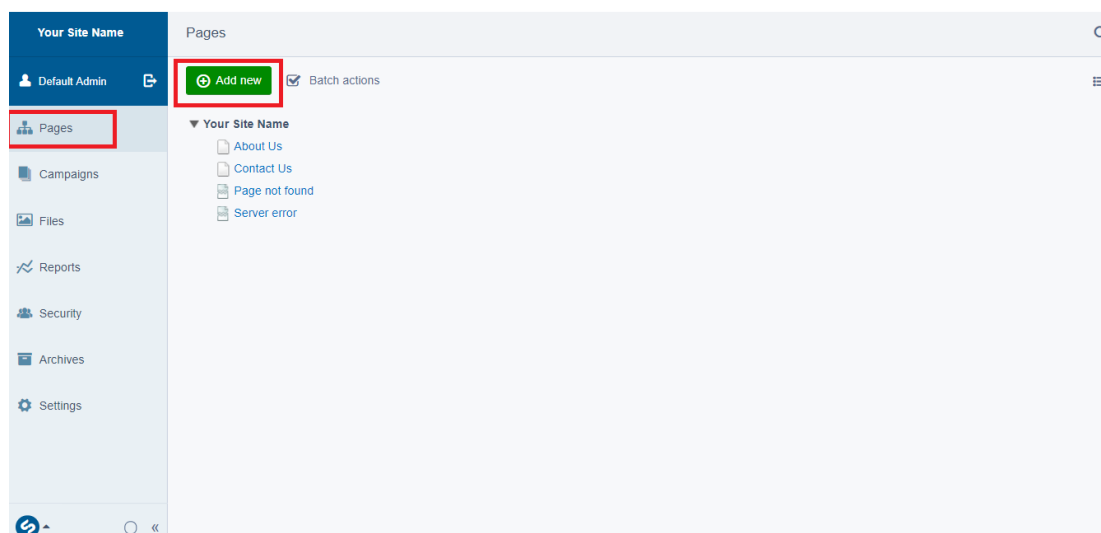 Your Site Name
Pages
Default Admin
Add new
Batch actions
Pages
Your Site Name
About Us
Contact Us
Page not found
Server error
Campaigns
Files
Reports
Security
Archives
Settings